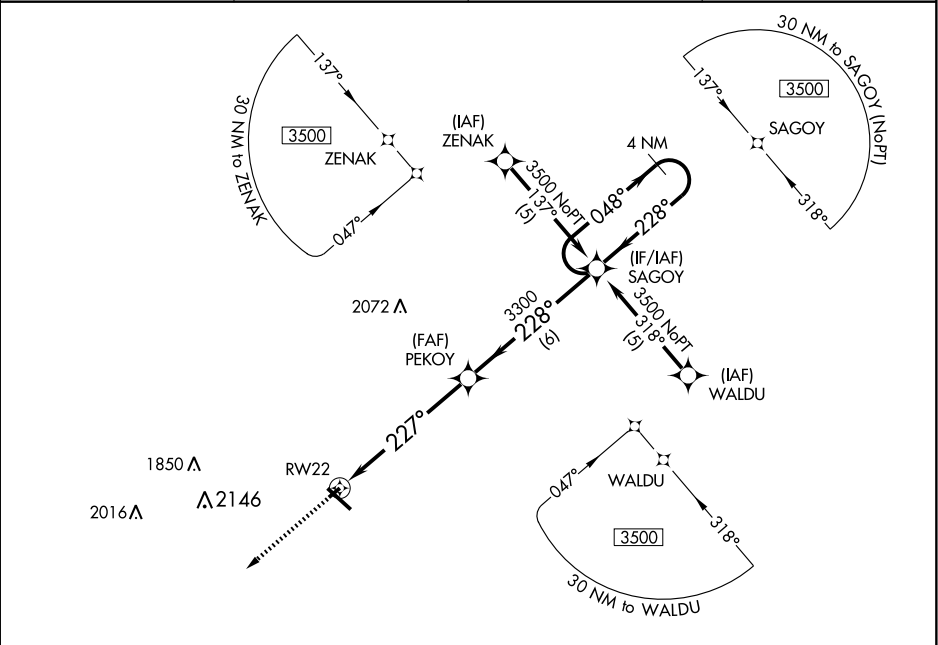 30 NM to SAGOY (NoPT)
137°
3500
SAGOY
318°
137°
3500
ZENAK
30 NM to ZENAK
047°
(IAF)
ZENAK
4 NM
3500 NoPT
137°
(5)
048°
228°
(IF/IAF)
SAGOY
2072
3300
228°
(6)
3500 NoPT
318°
(5)
(FAF)
PEKOY
(IAF)
WALDU
227°
1850
RW22
2016
2146
047°
WALDU
318°
3500
30 NM to WALDU